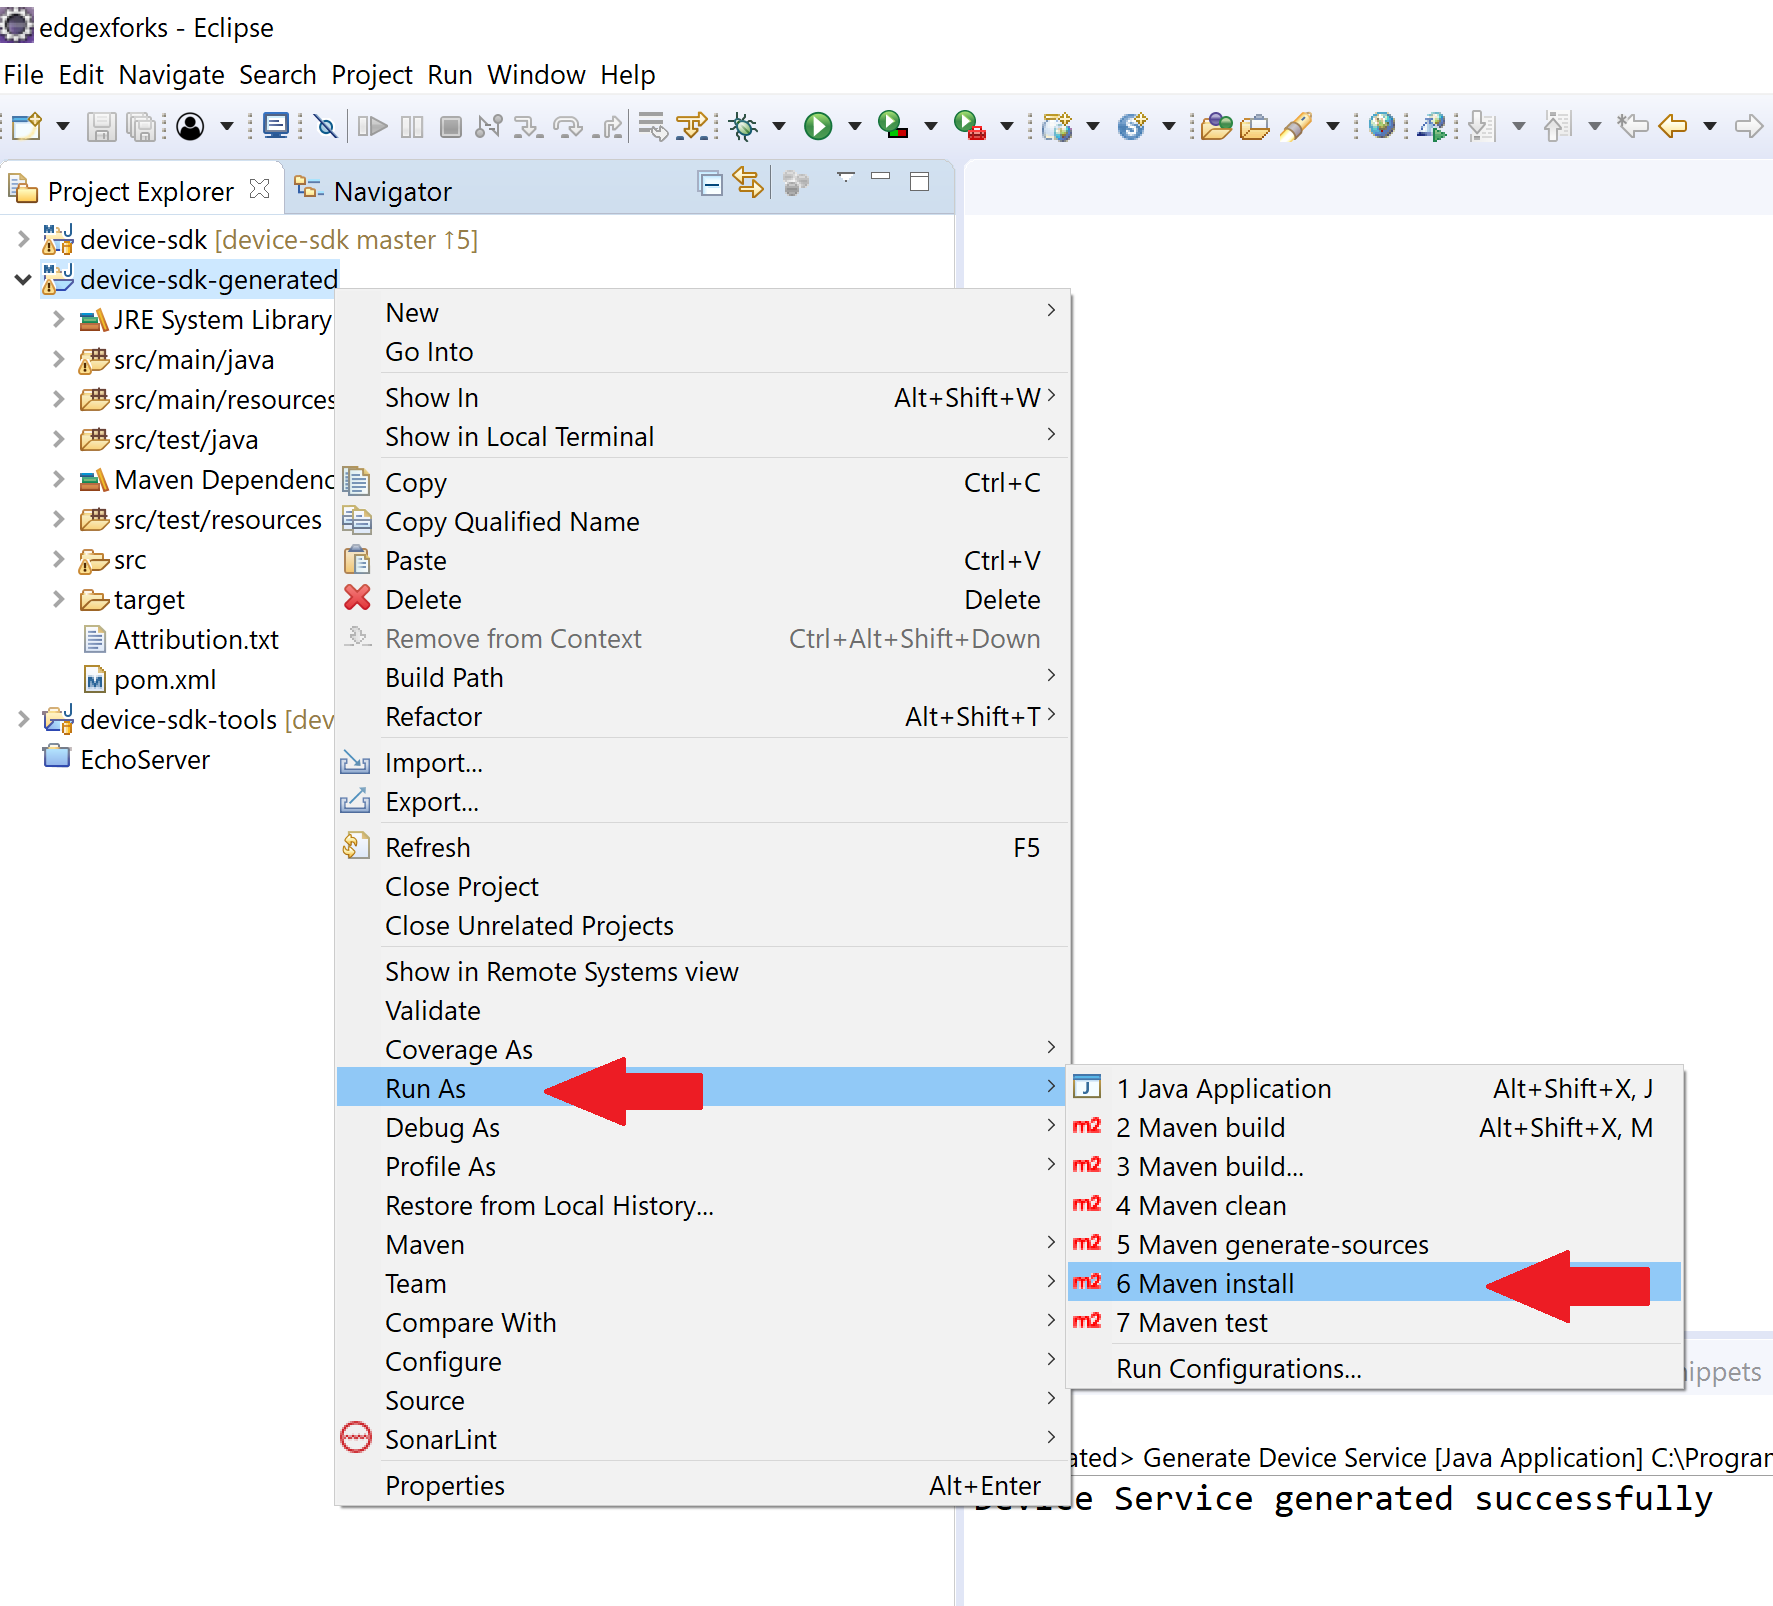 edgexforks - Eclipse
File Edit Navigate Search Project Run Window Help
Project Explorer Navigator
device-sdk [device-sdk master ↑5]
device-sdk-generated
JRE System Library
src/main/java
src/main/resources
src/test/java
Maven Dependenc
src/test/resources
src
target
Attribution.txt
pom.xml
device-sdk-tools [dev
EchoServer
New
Go Into
Show In Alt+Shift+W
Show in Local Terminal
Copy Ctrl+C
Copy Qualified Name
Paste Ctrl+V
Delete Delete
Remove from Context Ctrl+Alt+Shift+Down
Build Path
Refactor Alt+Shift+T
Import...
Export...
Refresh F5
Close Project
Close Unrelated Projects
Show in Remote Systems view
Validate
Coverage As
Run As
Debug As
Profile As
Restore from Local History...
Maven
Team
Compare With
Configure
Source
SonarLint
Properties Alt+Enter
1 Java Application Alt+Shift+X, J
m2 2 Maven build Alt+Shift+X, M
m2 3 Maven build...
m2 4 Maven clean
m2 5 Maven generate-sources
m2 6 Maven install
m2 7 Maven test
Run Configurations...
ippets
ated> Generate Device Service [Java Application] C:\Program
Device Service generated successfully